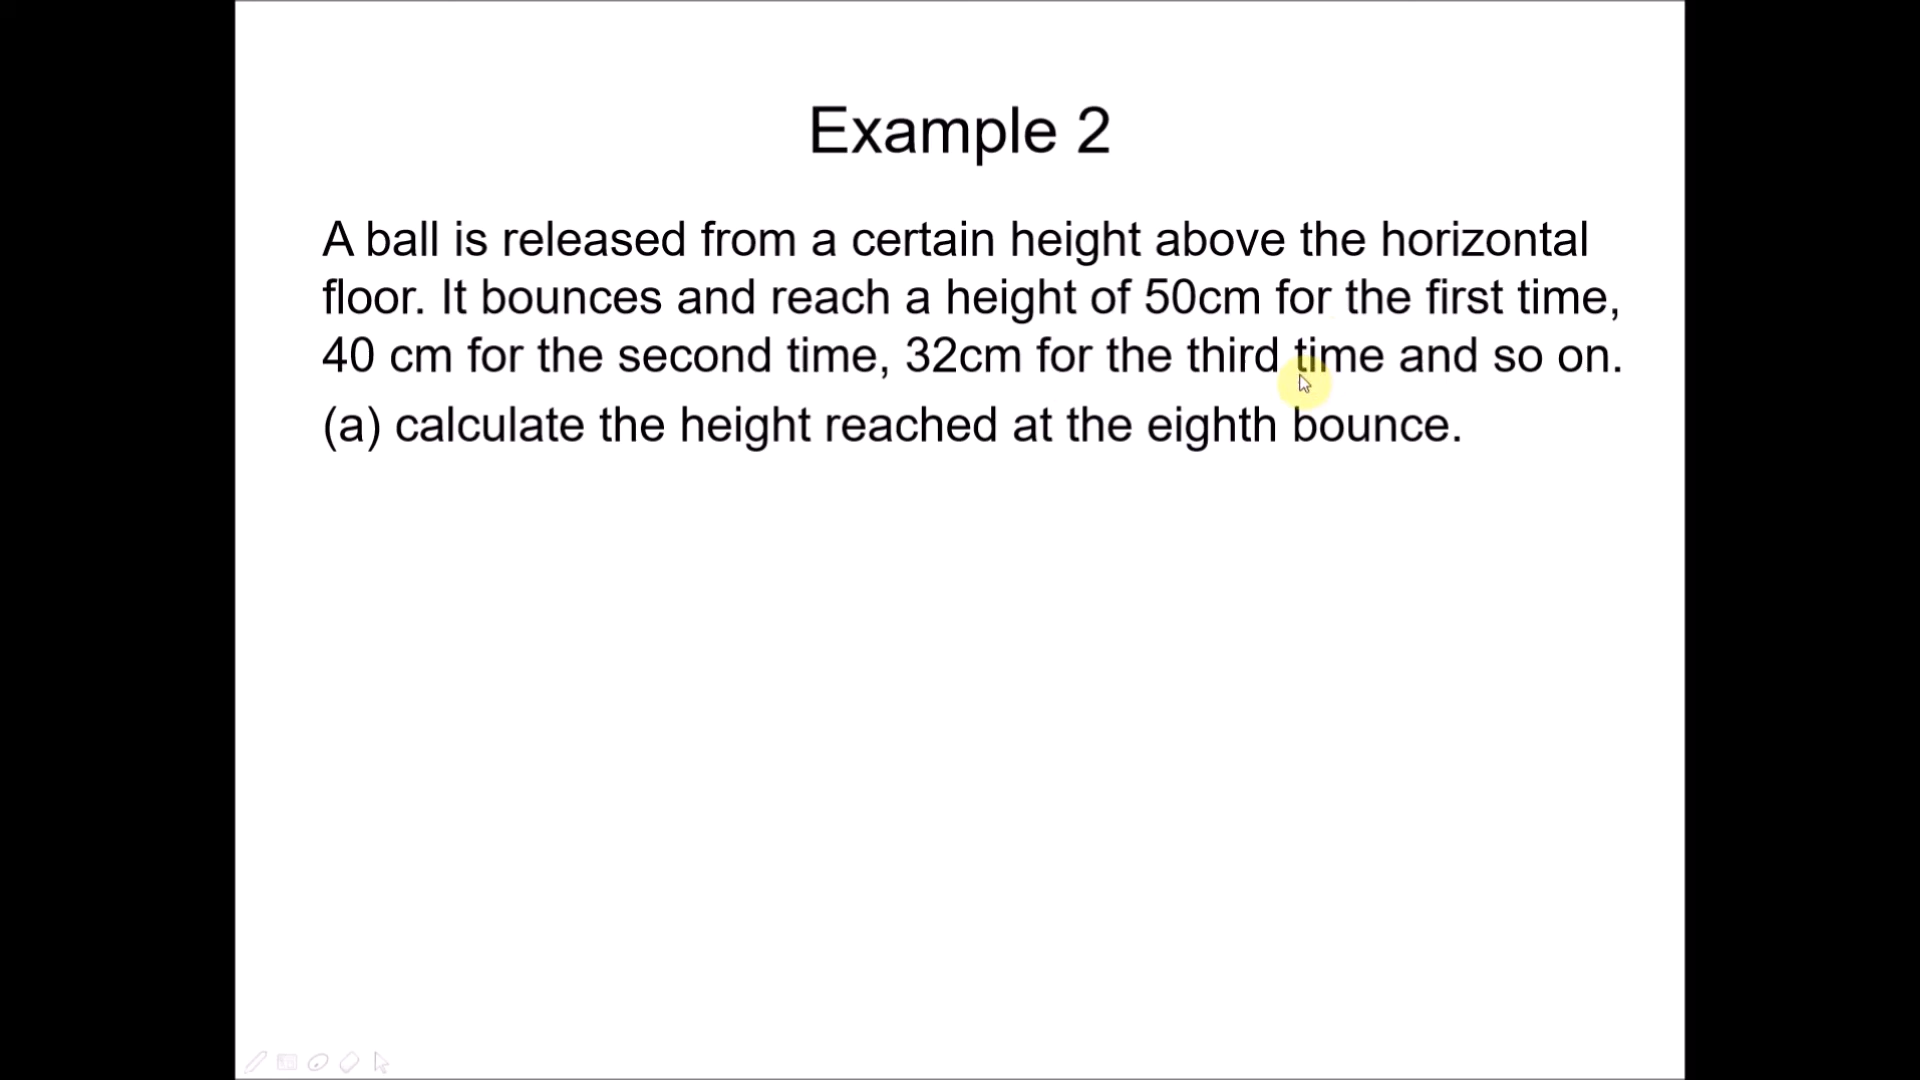 Example 2
A ball is released from a certain height above the horizontal
floor. It bounces and reach a height of 50cm for the first time,
40 cm for the second time, 32cm for the third time and so on.
(a) calculate the height reached at the eighth bounce.